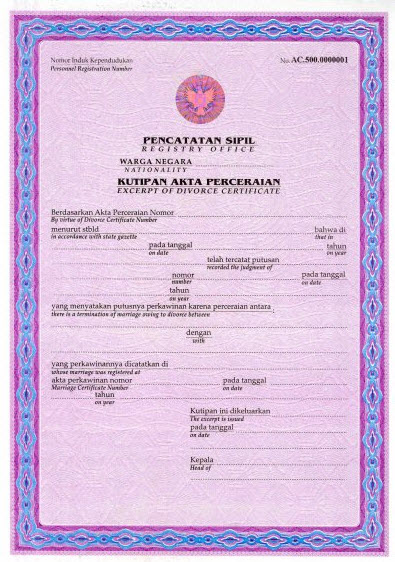 Nomor Induk Kependudukan
Personnel Registration Number
No. AC.500.0000001
PENCATATAN SIPIL
REGISTRY OFFICE
WARGA NEGARA
NATIONALITY
KUTIPAN AKTA PERCERAIAN
EXCERPT OF DIVORCE CERTIFICATE
Berdasarkan Akta Perceraian Nomor
By virtue of Divorce Certificate Number
menurut stbld bahwa di
in accordance with state gazette that in
pada tanggal tahun
on date on year
telah tercatat putusan
recorded the judgment of
nomor pada tanggal
number on date
tahun
on year
yang menyatakan putusnya perkawinan karena perceraian antara
there is a termination of marriage owing to divorce between
dengan
with
yang perkawinannya dicatatkan di
whose marriage was registered at
akta perkawinan nomor pada tanggal
Marriage Certificate Number on date
tahun
on year
Kutipan ini dikeluarkan
The excerpt is issued
pada tanggal
on date
Kepala
Head of